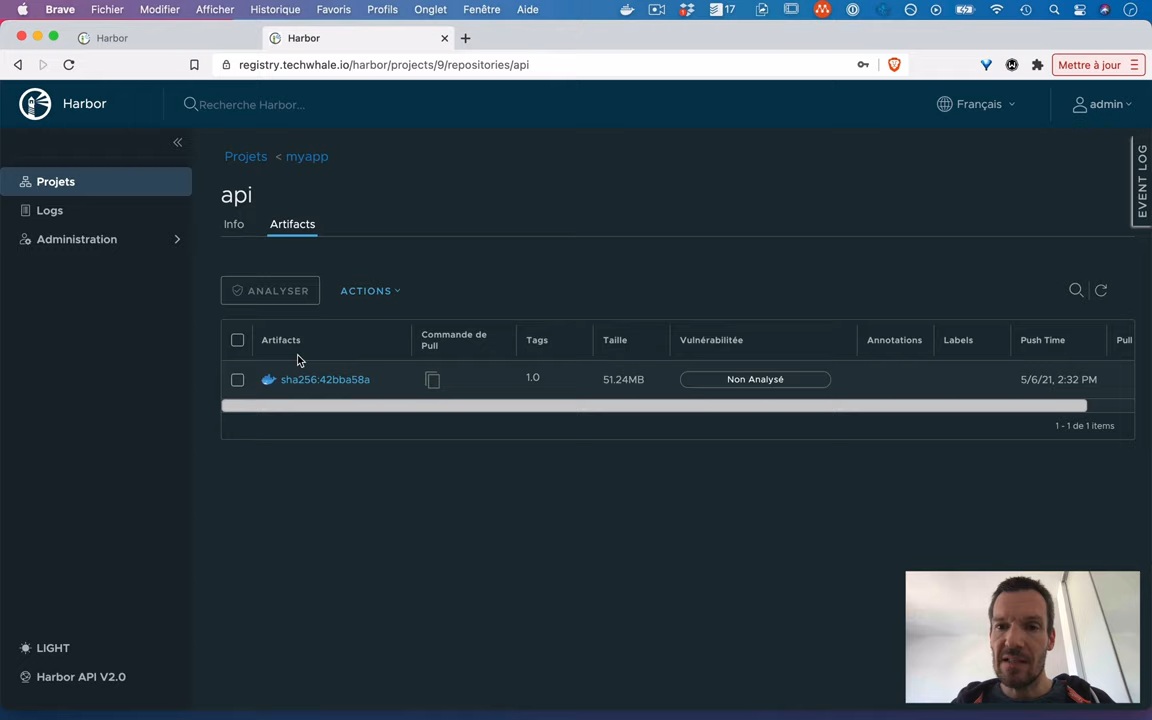 Brave Fichier Modifier Afficher Historique Favoris Profils Onglet Fenêtre Aide 17
Harbor
Harbor
registry.techwhale.io/harbor/projects/9/repositories/api
Mettre à jour
Harbor
Recherche Harbor...
Français
admin
Projets
Logs
Administration
LIGHT
Harbor API V2.0
Projets < myapp
api
Info Artifacts
ANALYSER ACTIONS
Artifacts Commande de Pull Tags Taille Vulnérabilitée Annotations Labels Push Time Pull
sha256:42bba58a 1.0 51.24MB Non Analysé 5/6/21, 2:32 PM
1 - 1 de 1 items
EVENT LOG